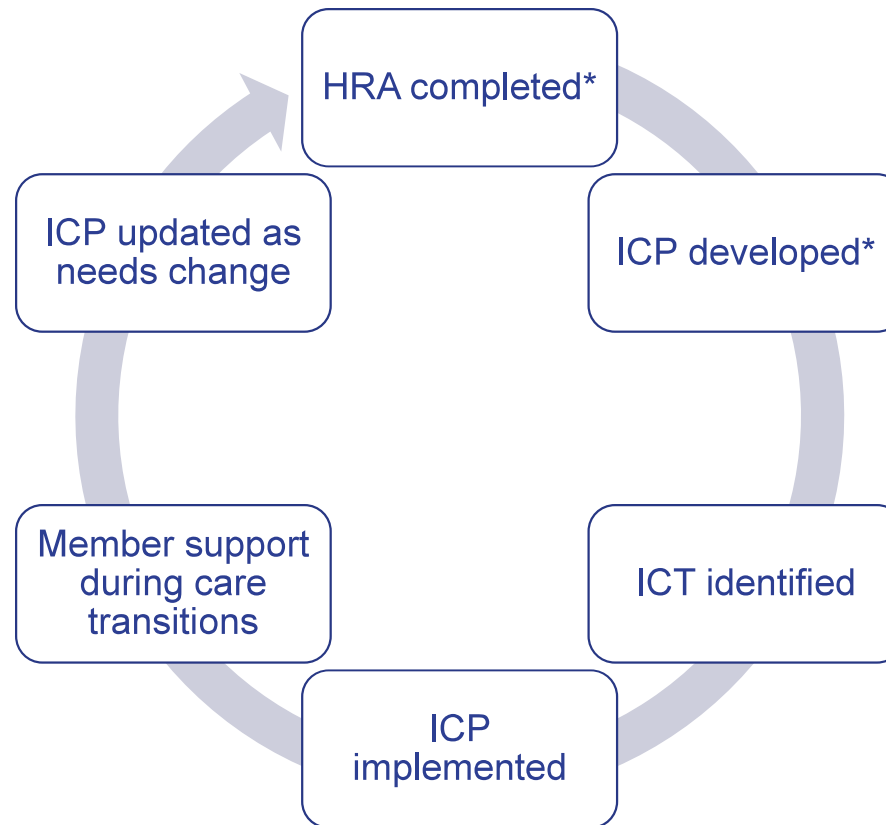 HRA completed*
ICP developed*
ICT identified
ICP
implemented
Member support
during care
transitions
ICP updated as
needs change